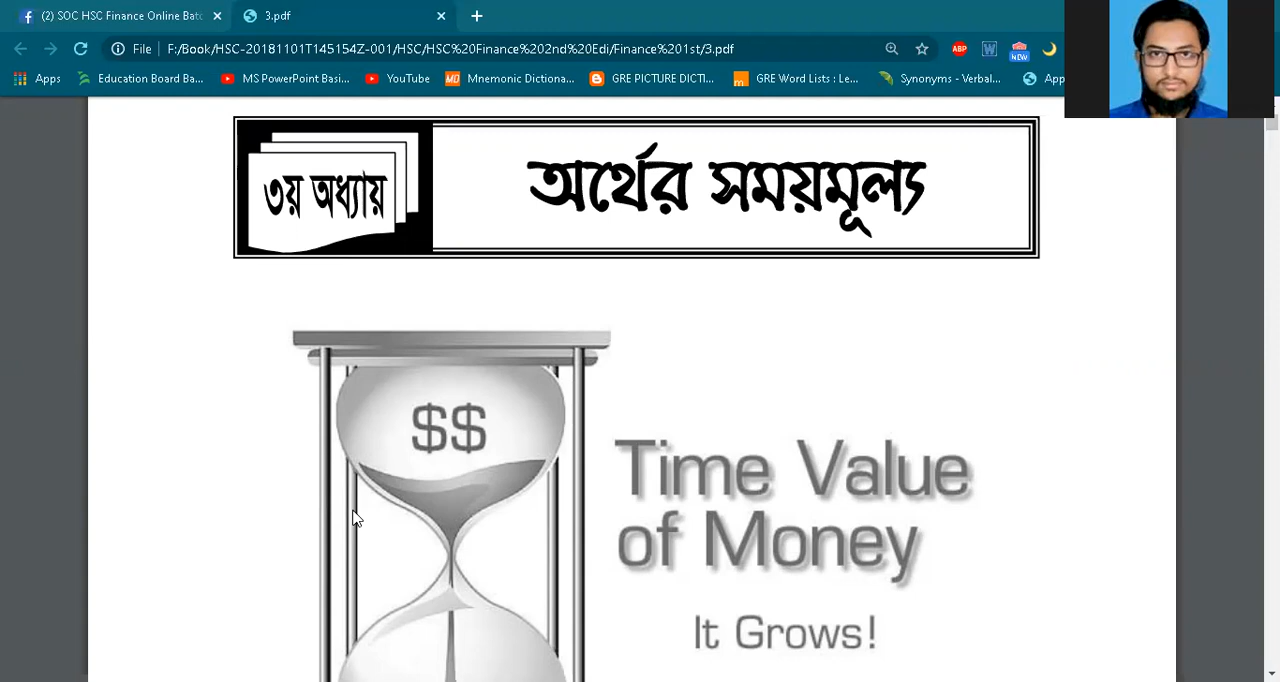 (2) SOC HSC Finance Online Batc
3.pdf
File
F:/Book/HSC-20181101T145154Z-001/HSC/HSC%20Finance%202nd%20Edi/Finance%201st/3.pdf
ABP
W
NEW
Apps
Education Board Ba...
MS PowerPoint Basi...
YouTube
Mnemonic Dictiona...
GRE PICTURE DICTI...
GRE Word Lists : Le...
Synonyms - Verbal...
App
৩য় অধ্যায়
অর্থের সময়মূল্য
$$
Time Value
of Money
It Grows!